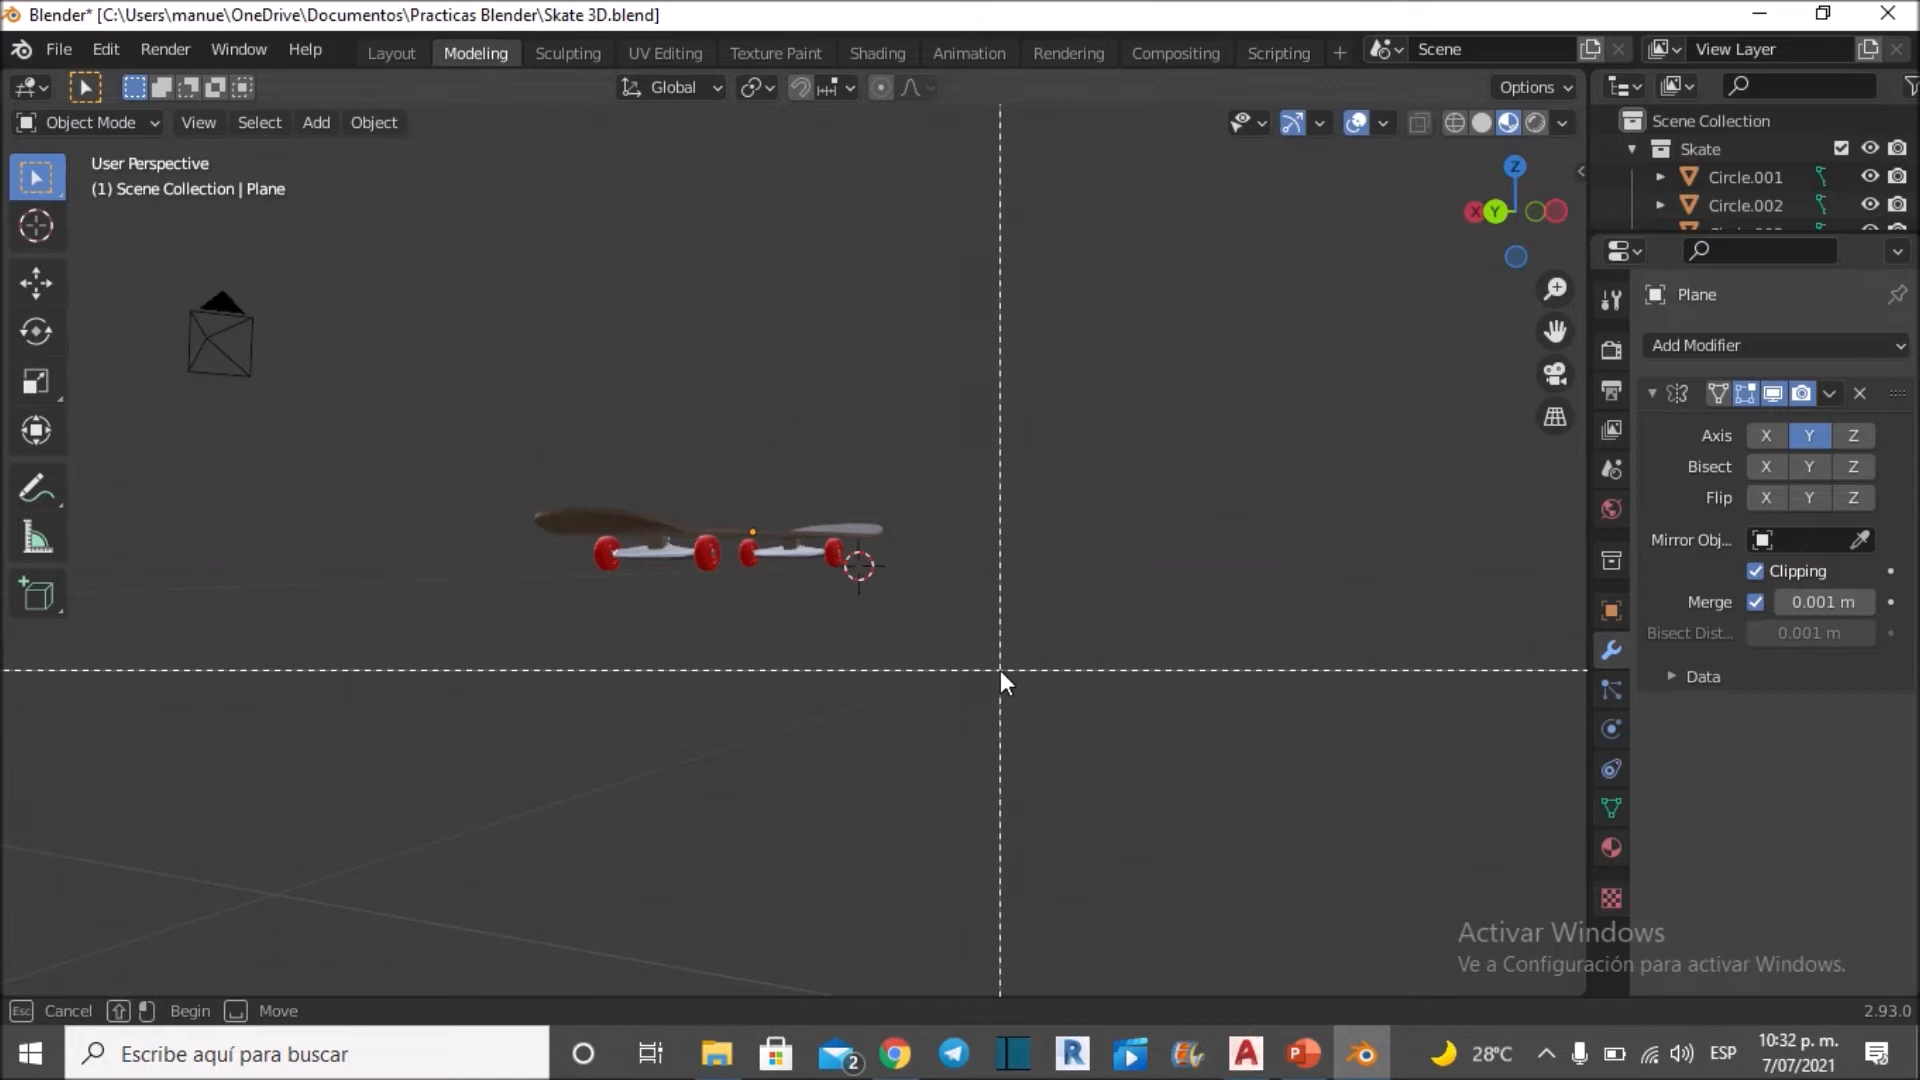 Blender* [C:\Users\manue\OneDrive\Documentos\Practicas Blender\Skate 3D.blend]
File Edit Render Window Help
Layout Modeling Sculpting UV Editing Texture Paint Shading Animation Rendering Compositing Scripting +
Scene
View Layer
Global
Options
Object Mode View Select Add Object
User Perspective
(1) Scene Collection | Plane
Z
X Y
Scene Collection
Skate
Circle.001
Circle.002
Plane
Add Modifier
Axis X Y Z
Bisect X Y Z
Flip X Y Z
Mirror Obj...
Clipping
Merge 0.001 m
Bisect Dist... 0.001 m
Data
Activar Windows
Ve a Configuración para activar Windows.
Esc Cancel Begin Move
2.93.0
Escribe aquí para buscar
2
R
A
P
28°C
ESP
10:32 p. m.
7/07/2021